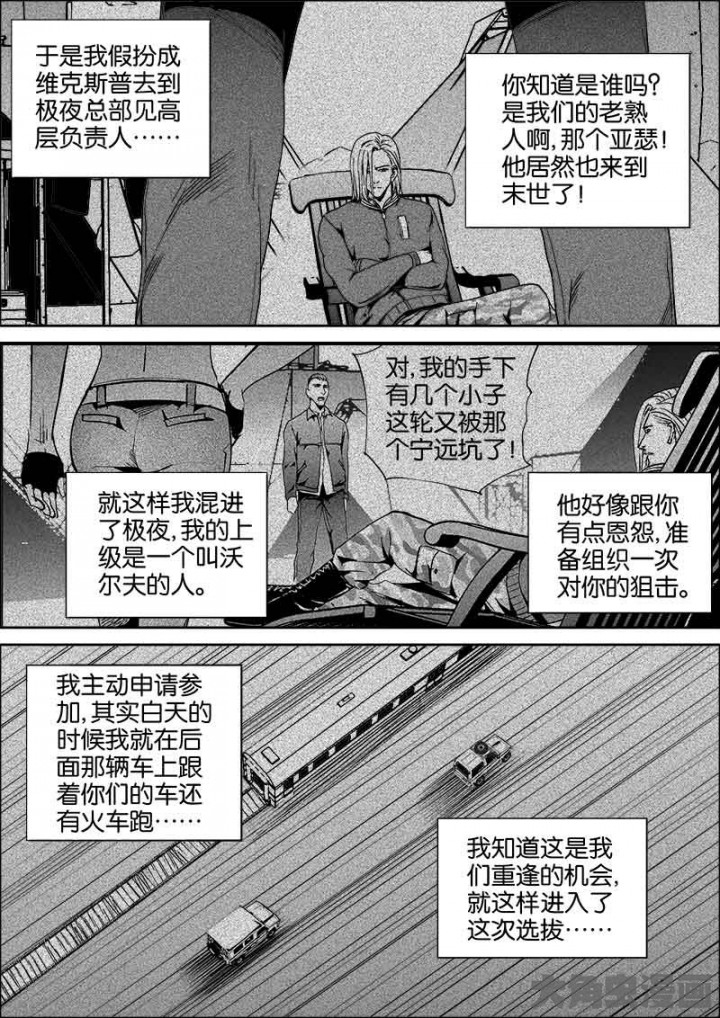 于是我假扮成
维克斯普去到
极夜总部见高
层负责人……
你知道是谁吗？
是我们的老熟
人啊，那个亚瑟！
他居然也来到
末世了！
对，我的手下
有几个小子
这轮又被那
个宁远坑了！
就这样我混进
了极夜，我的上
级是一个叫沃
尔夫的人。
他好像跟你
有点恩怨，准
备组织一次
对你的狙击。
我主动申请参
加，其实白天的
时候我就在后
面那辆车上跟
着你们的车还
有火车跑……
我知道这是我
们重逢的机会，
就这样进入了
这次选拔……
大角虫漫画